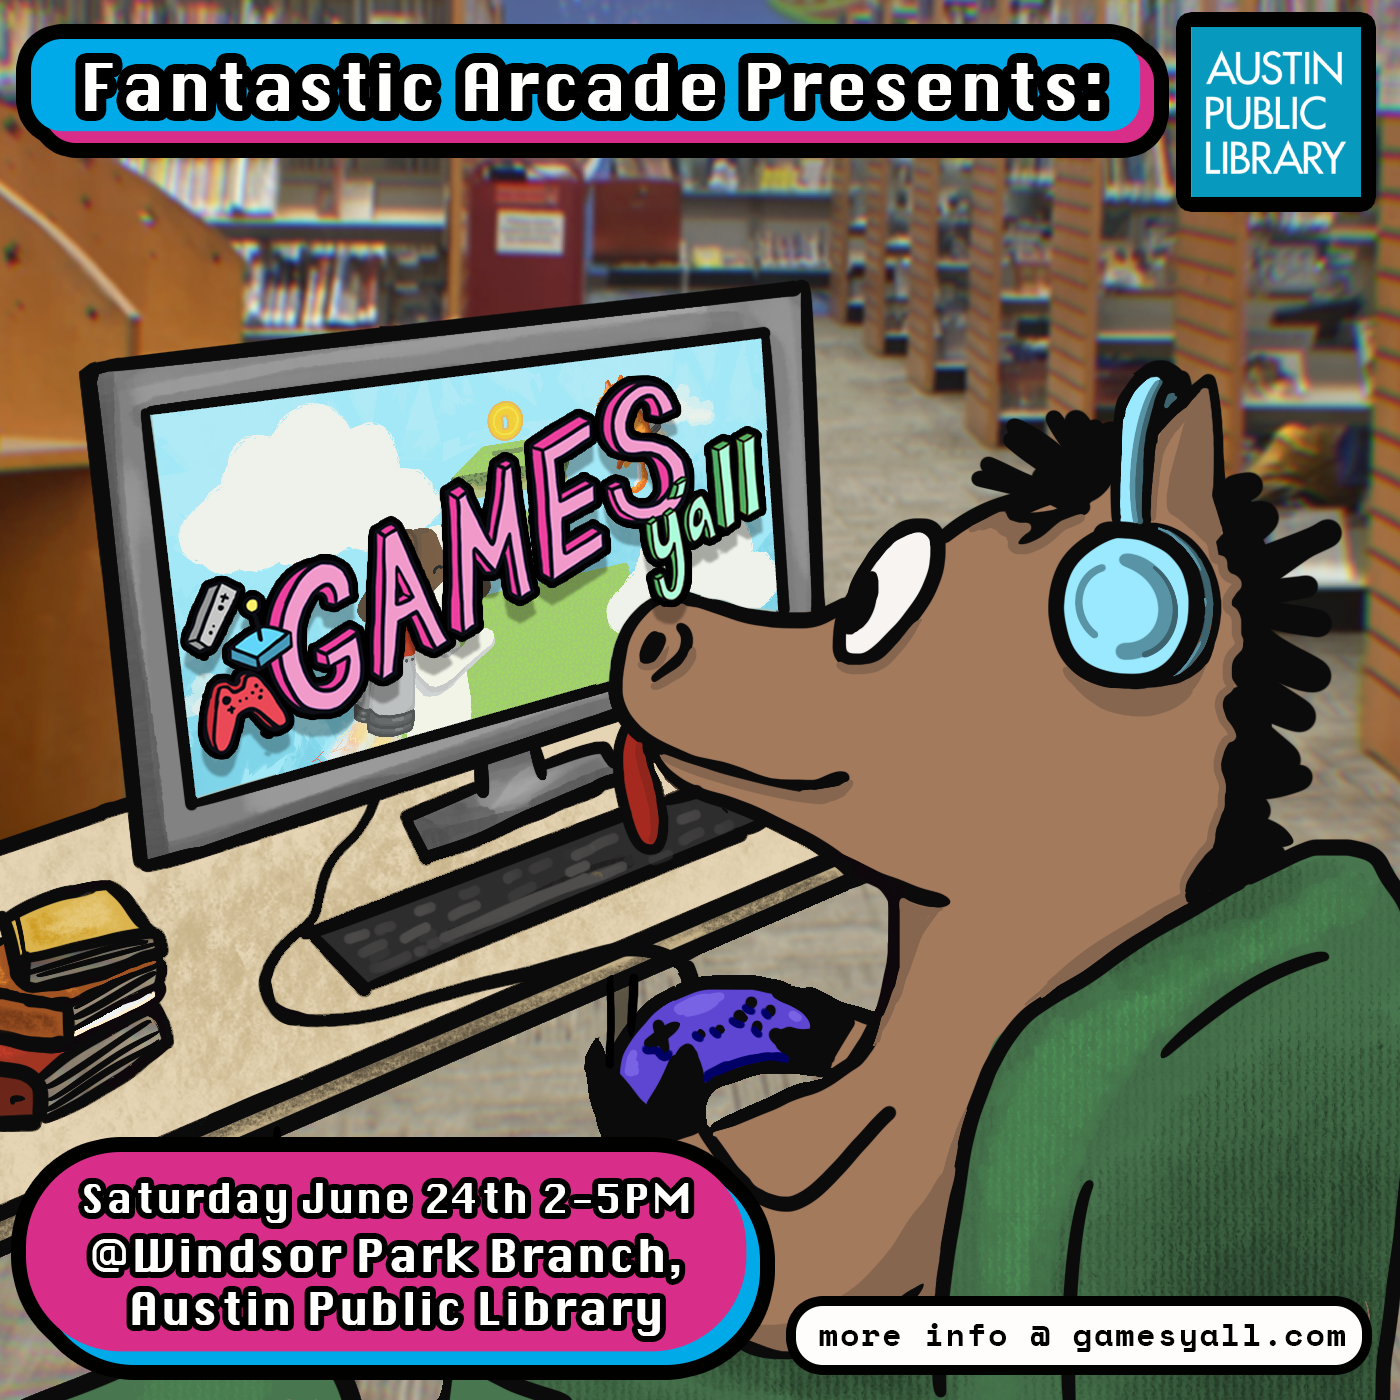 Fantastic Arcade Presents:
AUSTIN
PUBLIC
LIBRARY
GAMES
y'all
Saturday June 24th 2-5PM
@Windsor Park Branch,
Austin Public Library
more info @ gamesyall.com